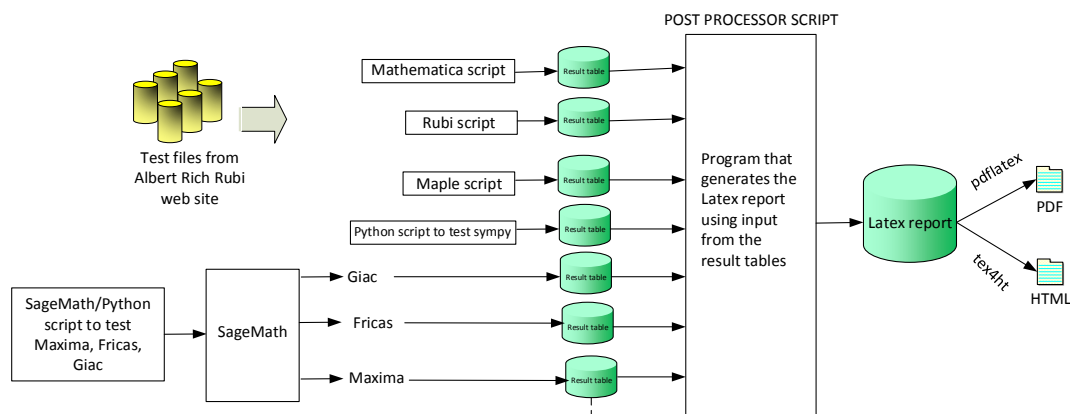 POST PROCESSOR SCRIPT
Mathematica script
Result table
Rubi script
Result table
Test files from
Albert Rich Rubi
web site
Maple script
Result table
Python script to test sympy
Result table
Program that
generates the
Latex report
using input
from the
result tables
Latex report
pdflatex
PDF
tex4ht
HTML
SageMath/Python
script to test
Maxima, Fricas,
Giac
SageMath
Giac
Result table
Fricas
Result table
Maxima
Result table